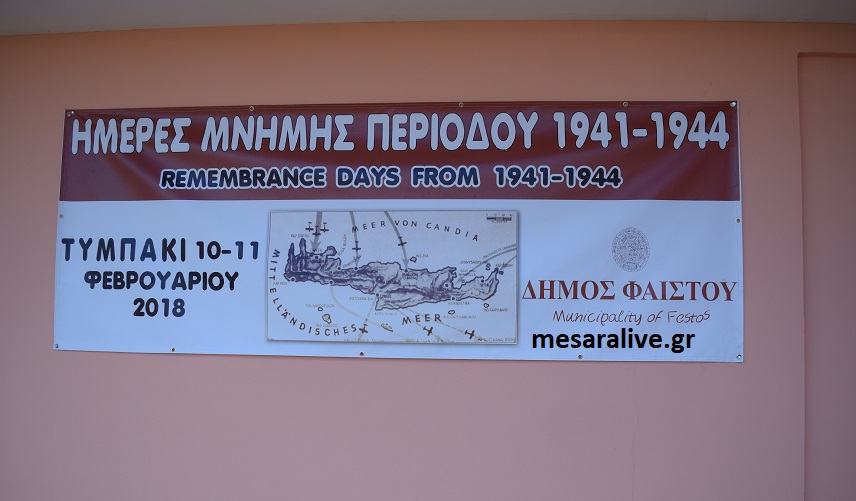 ΗΜΕΡΕΣ ΜΝΗΜΗΣ ΠΕΡΙΟΔΟΥ 1941-1944
REMEMBRANCE DAYS FROM 1941-1944
ΤΥΜΠΑΚΙ 10-11
ΦΕΒΡΟΥΑΡΙΟΥ
2018
MEER VON CANDIA
MITTELLÄNDISCHES MEER
ΔΗΜΟΣ ΦΑΙΣΤΟΥ
Municipality of Festos
mesaralive.gr